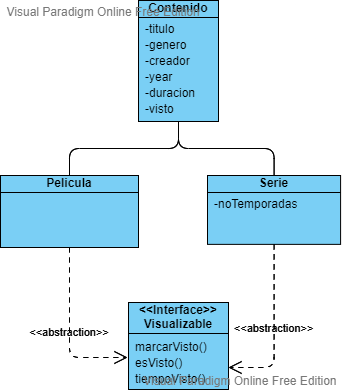 Visual Paradigm Online Free Edition
Contenido
-titulo
-genero
-creador
-year
-duracion
-visto
Pelicula
Serie
-noTemporadas
<<abstraction>>
<<abstraction>>
<<Interface>>
Visualizable
marcarVisto()
esVisto()
tiempoVisto()
Visual Paradigm Online Free Edition